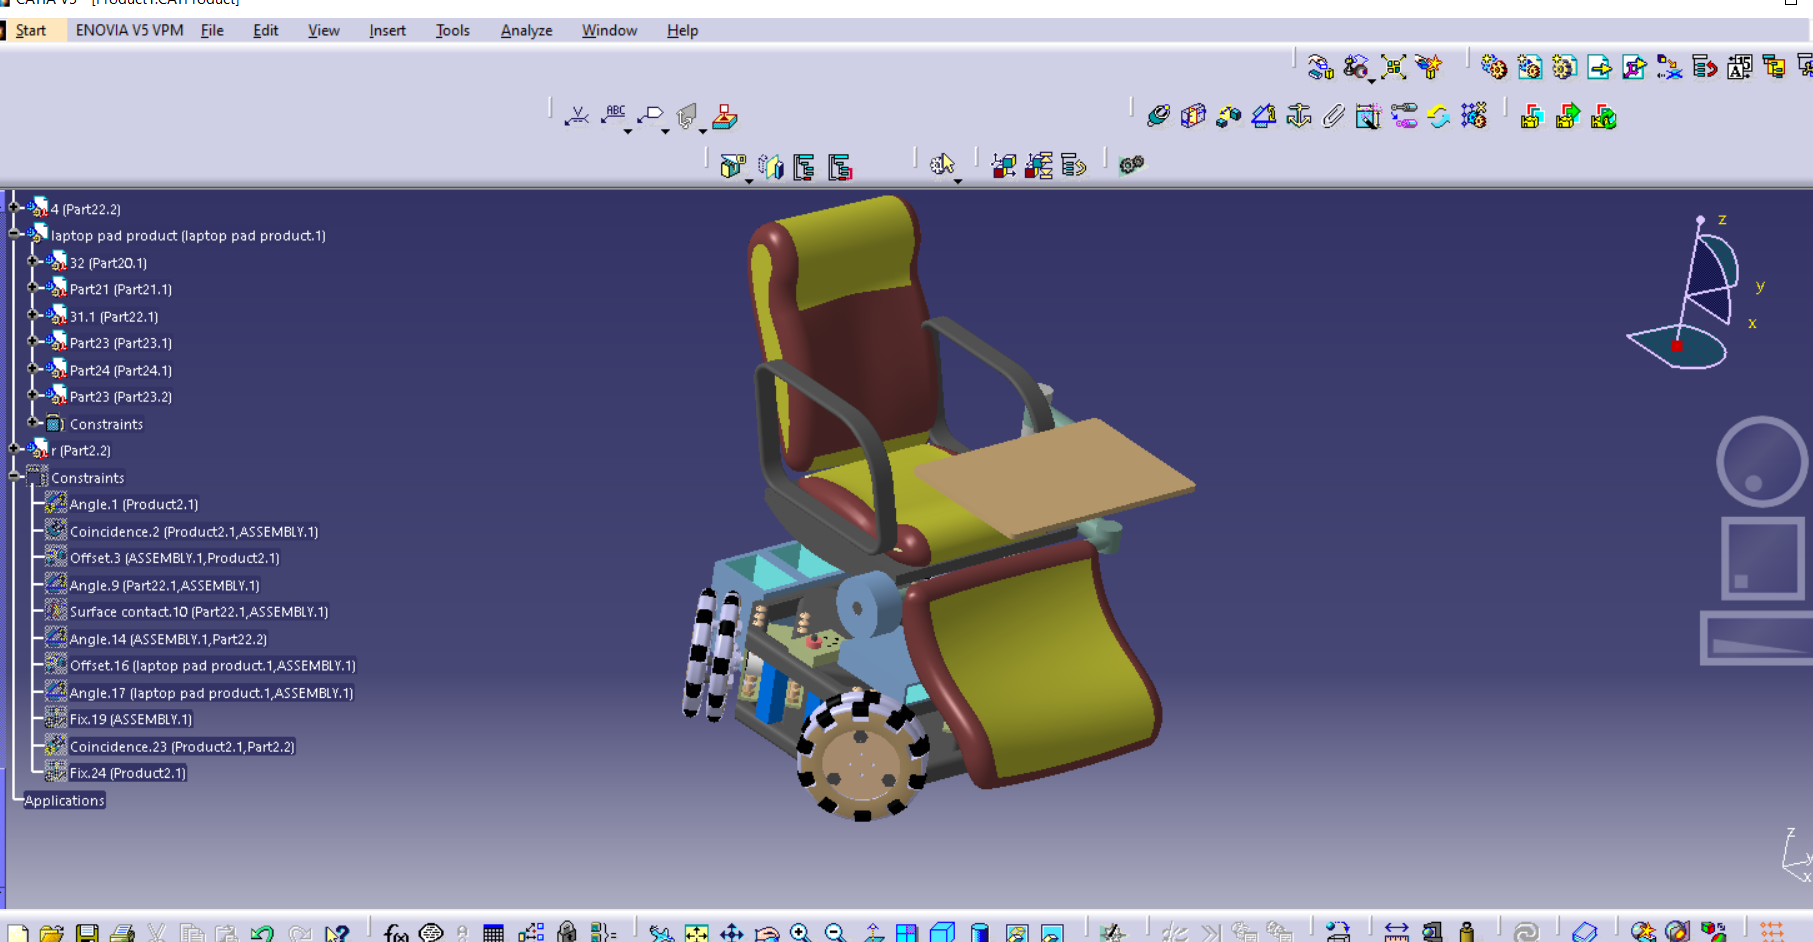 CATIA V5 - [Product1.CATProduct]
Start ENOVIA V5 VPM File Edit View Insert Tools Analyze Window Help
ABC
4 (Part22.2)
laptop pad product (laptop pad product.1)
32 (Part20.1)
Part21 (Part21.1)
31.1 (Part22.1)
Part23 (Part23.1)
Part24 (Part24.1)
Part23 (Part23.2)
Constraints
r (Part2.2)
Constraints
Angle.1 (Product2.1)
Coincidence.2 (Product2.1,ASSEMBLY.1)
Offset.3 (ASSEMBLY.1,Product2.1)
Angle.9 (Part22.1,ASSEMBLY.1)
Surface contact.10 (Part22.1,ASSEMBLY.1)
Angle.14 (ASSEMBLY.1,Part22.2)
Offset.16 (laptop pad product.1,ASSEMBLY.1)
Angle.17 (laptop pad product.1,ASSEMBLY.1)
Fix.19 (ASSEMBLY.1)
Coincidence.23 (Product2.1,Part2.2)
Fix.24 (Product2.1)
Applications
z
y
x
z
y
x
f(x)